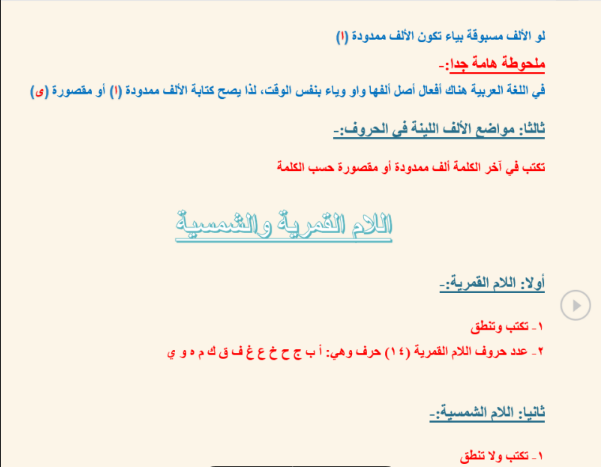 لو الألف مسبوقة بياء تكون الألف ممدودة (ا)
ملحوظة هامة جدا:-
في اللغة العربية هناك أفعال أصل ألفها واو وياء بنفس الوقت، لذا يصح كتابة الألف ممدودة (ا) أو مقصورة (ى)
ثالثا: مواضع الألف اللينة في الحروف:-
تكتب في آخر الكلمة ألف ممدودة أو مقصورة حسب الكلمة
اللام القمرية والشمسية
أولا: اللام القمرية:-
١- تكتب وتنطق
٢- عدد حروف اللام القمرية (١٤) حرف وهي: أ ب ج ح خ ع غ ف ق ك م ه و ي
ثانيا: اللام الشمسية:-
١- تكتب ولا تنطق